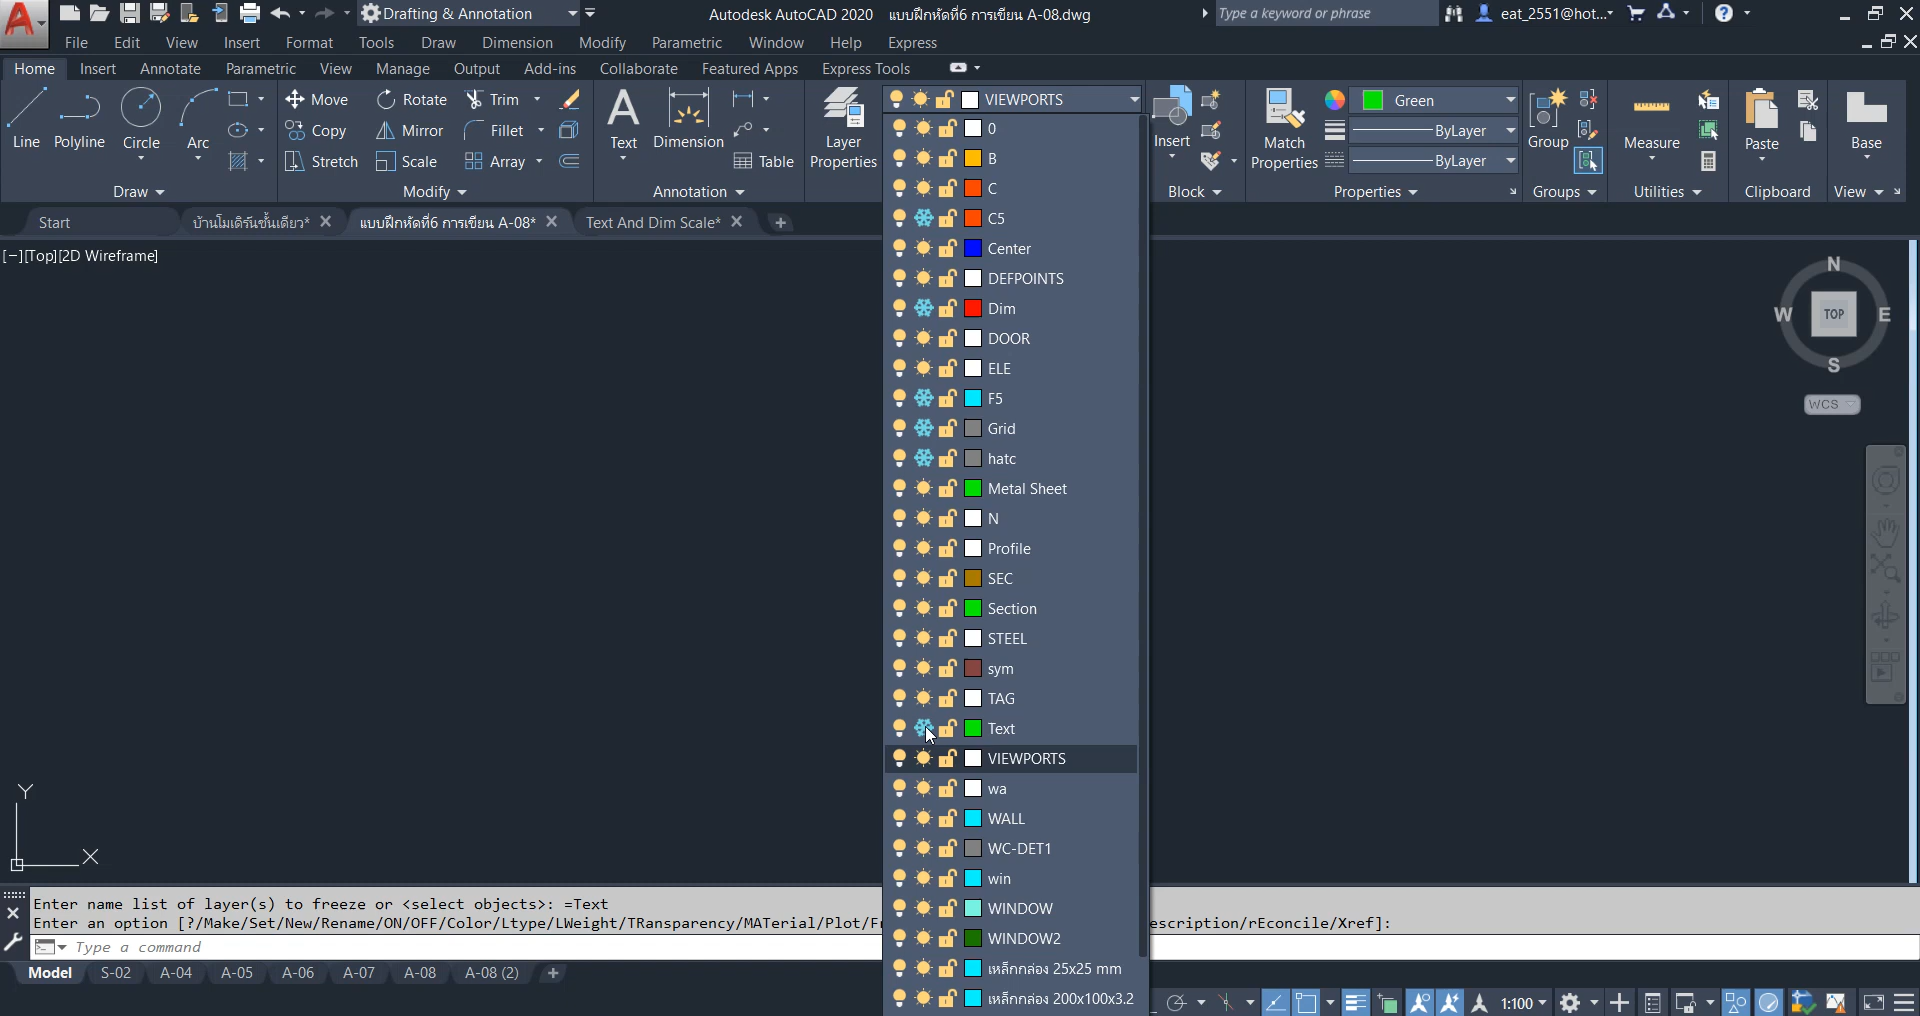 Drafting & Annotation
Autodesk AutoCAD 2020 แบบฝึกหัดที่6 การเขียน A-08.dwg
Type a keyword or phrase
eat_2551@hot...
File Edit View Insert Format Tools Draw Dimension Modify Parametric Window Help Express
Home Insert Annotate Parametric View Manage Output Add-ins Collaborate Featured Apps Express Tools
Line
Polyline
Circle
Arc
Draw
Move
Copy
Stretch
Rotate
Mirror
Scale
Trim
Fillet
Array
Modify
Text
Dimension
Table
Annotation
Layer
Properties
VIEWPORTS
0
B
C
C5
Center
DEFPOINTS
Dim
DOOR
ELE
F5
Grid
hatc
Metal Sheet
N
Profile
SEC
Section
STEEL
sym
TAG
Text
VIEWPORTS
wa
WALL
WC-DET1
win
WINDOW
WINDOW2
เหล็กกล่อง 25x25 mm
เหล็กกล่อง 200x100x3.2
Insert
Block
Match
Properties
Green
ByLayer
ByLayer
Properties
Group
Groups
Measure
Utilities
Paste
Clipboard
Base
View
Start
บ้านโมเดิร์นชั้นเดียว*
แบบฝึกหัดที่6 การเขียน A-08*
Text And Dim Scale*
[−][Top][2D Wireframe]
N
W
TOP
E
S
WCS
Y
X
Enter name list of layer(s) to freeze or <select objects>: =Text
Enter an option [?/Make/Set/New/Rename/ON/OFF/Color/Ltype/LWeight/TRansparency/MATerial/Plot/Fr
escription/rEconcile/Xref]:
Type a command
Model S-02 A-04 A-05 A-06 A-07 A-08 A-08 (2)
1:100